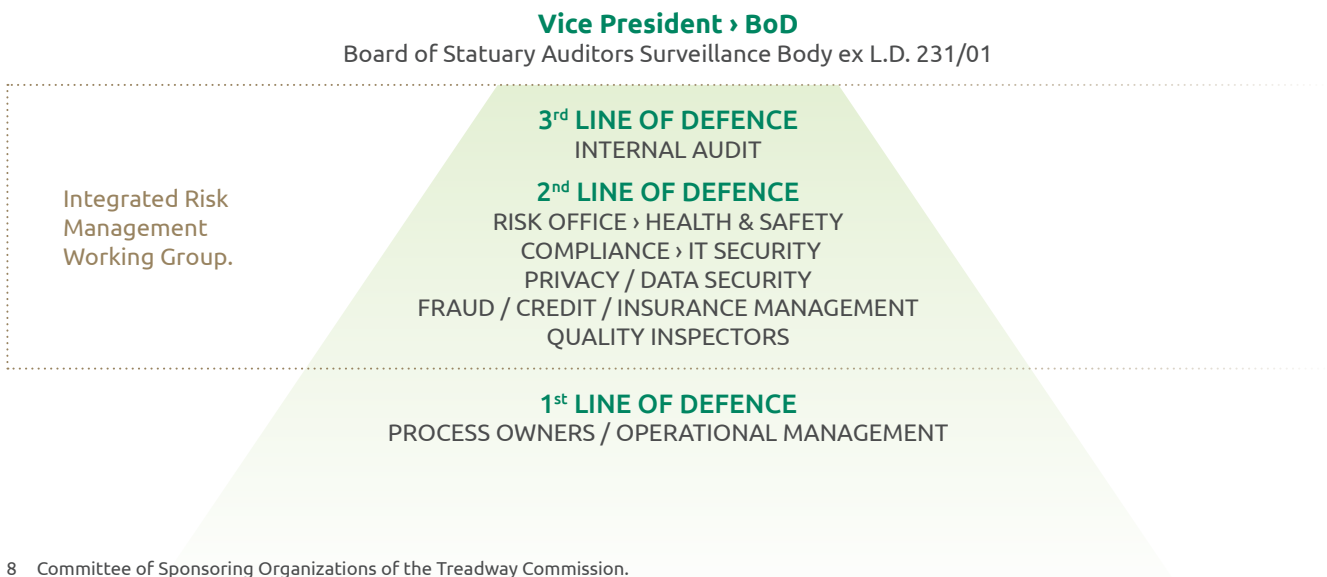 Vice President › BoD
Board of Statuary Auditors Surveillance Body ex L.D. 231/01
3rd LINE OF DEFENCE
INTERNAL AUDIT
Integrated Risk
Management
Working Group.
2nd LINE OF DEFENCE
RISK OFFICE › HEALTH & SAFETY
COMPLIANCE › IT SECURITY
PRIVACY / DATA SECURITY
FRAUD / CREDIT / INSURANCE MANAGEMENT
QUALITY INSPECTORS
1st LINE OF DEFENCE
PROCESS OWNERS / OPERATIONAL MANAGEMENT
8 Committee of Sponsoring Organizations of the Treadway Commission.